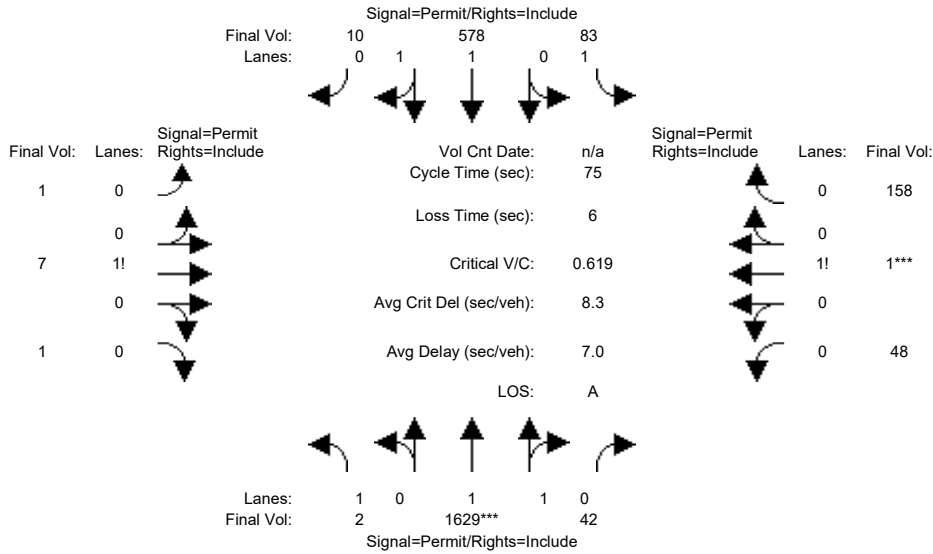 Signal=Permit/Rights=Include
Final Vol: 10 578 83
Lanes: 0 1 1 0 1
Signal=Permit
Final Vol: Lanes: Rights=Include
Vol Cnt Date: n/a
Signal=Permit
Rights=Include Lanes: Final Vol:
Cycle Time (sec): 75
1 0
0 158
Loss Time (sec): 6
0
0
7 1!
Critical V/C: 0.619
1! 1***
0
Avg Crit Del (sec/veh): 8.3
0
1 0
Avg Delay (sec/veh): 7.0
0 48
LOS: A
Lanes: 1 0 1 1 0
Final Vol: 2 1629*** 42
Signal=Permit/Rights=Include